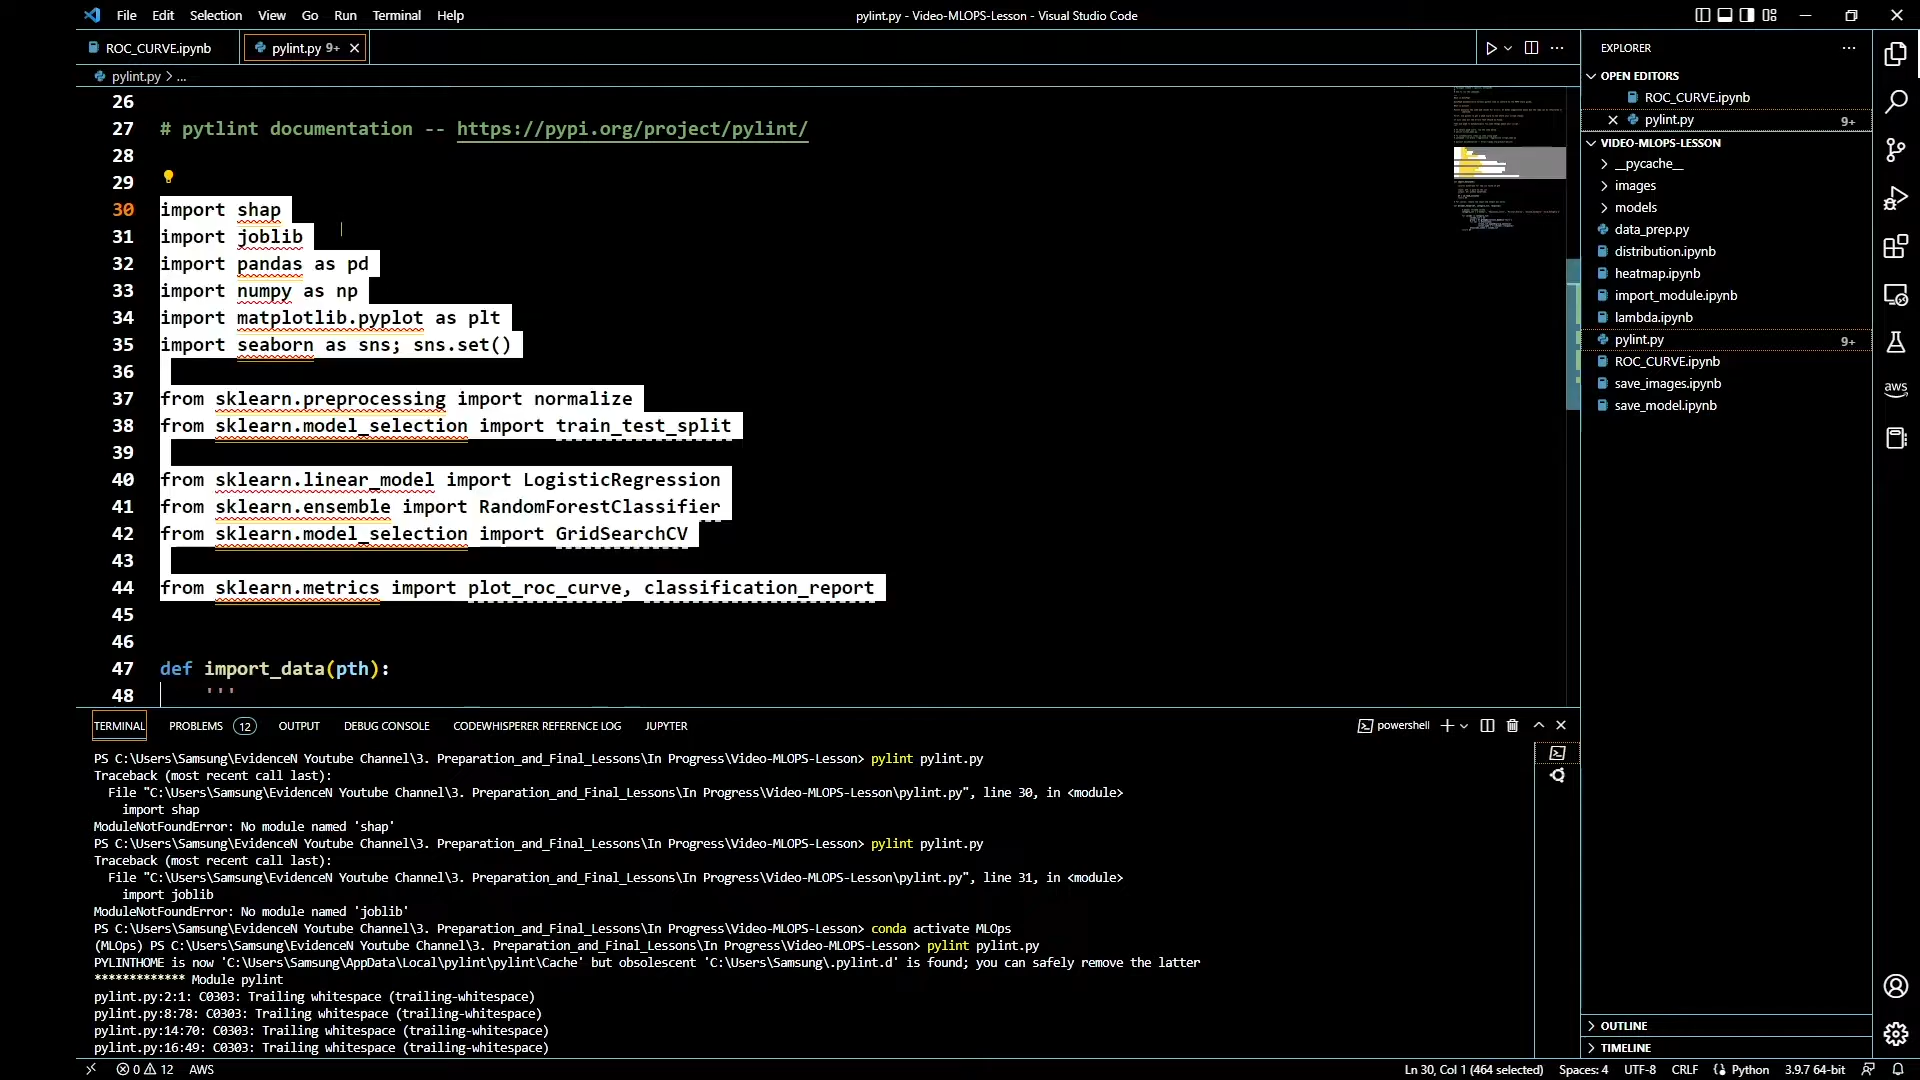 File Edit Selection View Go Run Terminal Help
pylint.py - Video-MLOPS-Lesson - Visual Studio Code
ROC_CURVE.ipynb
pylint.py 9+
pylint.py > ...
26
27 # pytlint documentation -- https://pypi.org/project/pylint/
28
29
30 import shap
31 import joblib
32 import pandas as pd
33 import numpy as np
34 import matplotlib.pyplot as plt
35 import seaborn as sns; sns.set()
36
37 from sklearn.preprocessing import normalize
38 from sklearn.model_selection import train_test_split
39
40 from sklearn.linear_model import LogisticRegression
41 from sklearn.ensemble import RandomForestClassifier
42 from sklearn.model_selection import GridSearchCV
43
44 from sklearn.metrics import plot_roc_curve, classification_report
45
46
47 def import_data(pth):
48 '''
TERMINAL PROBLEMS 12 OUTPUT DEBUG CONSOLE CODEWHISPERER REFERENCE LOG JUPYTER
powershell
PS C:\Users\Samsung\EvidenceN Youtube Channel\3. Preparation_and_Final_Lessons\In Progress\Video-MLOPS-Lesson> pylint pylint.py
Traceback (most recent call last):
File "C:\Users\Samsung\EvidenceN Youtube Channel\3. Preparation_and_Final_Lessons\In Progress\Video-MLOPS-Lesson\pylint.py", line 30, in <module>
import shap
ModuleNotFoundError: No module named 'shap'
PS C:\Users\Samsung\EvidenceN Youtube Channel\3. Preparation_and_Final_Lessons\In Progress\Video-MLOPS-Lesson> pylint pylint.py
Traceback (most recent call last):
File "C:\Users\Samsung\EvidenceN Youtube Channel\3. Preparation_and_Final_Lessons\In Progress\Video-MLOPS-Lesson\pylint.py", line 31, in <module>
import joblib
ModuleNotFoundError: No module named 'joblib'
PS C:\Users\Samsung\EvidenceN Youtube Channel\3. Preparation_and_Final_Lessons\In Progress\Video-MLOPS-Lesson> conda activate MLOps
(MLOps) PS C:\Users\Samsung\EvidenceN Youtube Channel\3. Preparation_and_Final_Lessons\In Progress\Video-MLOPS-Lesson> pylint pylint.py
PYLINTHOME is now 'C:\Users\Samsung\AppData\Local\pylint\pylint\Cache' but obsolescent 'C:\Users\Samsung\.pylint.d' is found; you can safely remove the latter
************* Module pylint
pylint.py:2:1: C0303: Trailing whitespace (trailing-whitespace)
pylint.py:8:78: C0303: Trailing whitespace (trailing-whitespace)
pylint.py:14:70: C0303: Trailing whitespace (trailing-whitespace)
pylint.py:16:49: C0303: Trailing whitespace (trailing-whitespace)
EXPLORER
OPEN EDITORS
ROC_CURVE.ipynb
pylint.py 9+
VIDEO-MLOPS-LESSON
__pycache__
images
models
data_prep.py
distribution.ipynb
heatmap.ipynb
import_module.ipynb
lambda.ipynb
pylint.py 9+
ROC_CURVE.ipynb
save_images.ipynb
save_model.ipynb
OUTLINE
TIMELINE
aws
0 12 AWS
Ln 30, Col 1 (464 selected) Spaces: 4 UTF-8 CRLF Python 3.9.7 64-bit